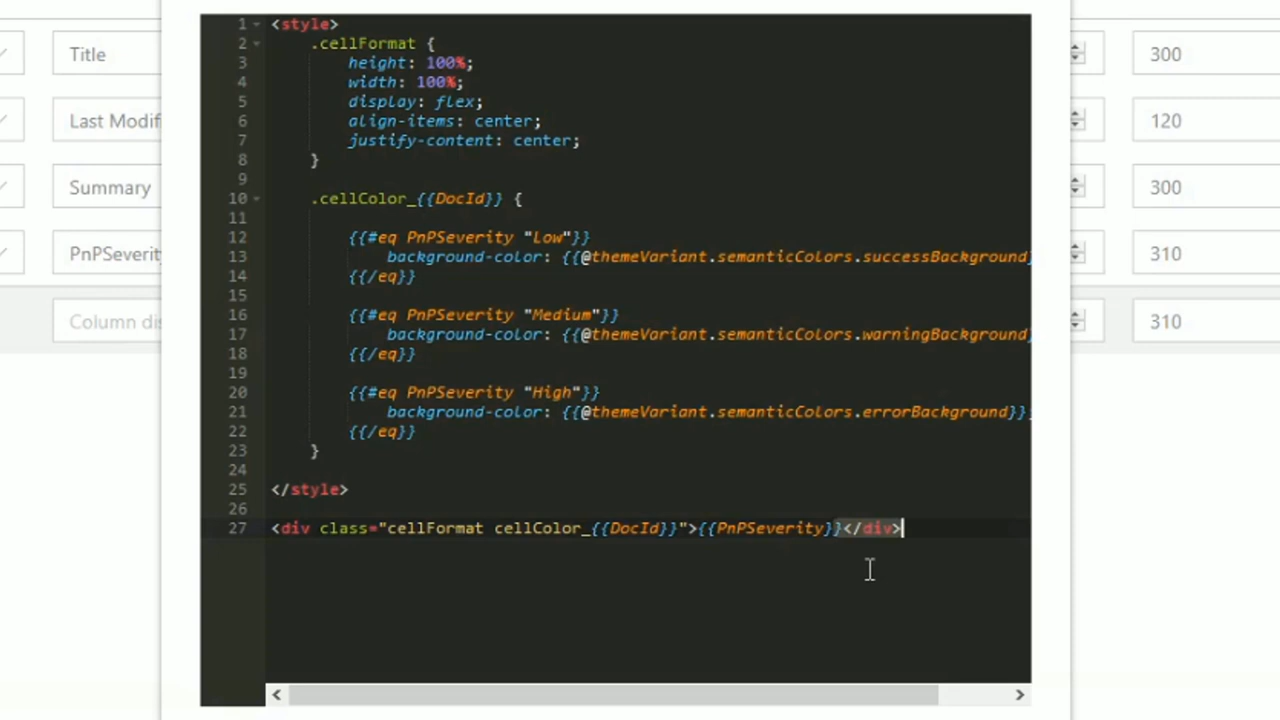 1 <style>
2 .cellFormat {
3 height: 100%;
4 width: 100%;
5 display: flex;
6 align-items: center;
7 justify-content: center;
8 }
9
10 .cellColor_{{DocId}} {
11
12 {{#eq PnPSeverity "Low"}}
13 background-color: {{@themeVariant.semanticColors.successBackground}
14 {{/eq}}
15
16 {{#eq PnPSeverity "Medium"}}
17 background-color: {{@themeVariant.semanticColors.warningBackground}
18 {{/eq}}
19
20 {{#eq PnPSeverity "High"}}
21 background-color: {{@themeVariant.semanticColors.errorBackground}};
22 {{/eq}}
23 }
24
25 </style>
26
27 <div class="cellFormat cellColor_{{DocId}}">{{PnPSeverity}}</div>
Title
300
Last Modif
120
Summary
300
PnPSeverit
310
Column dis
310